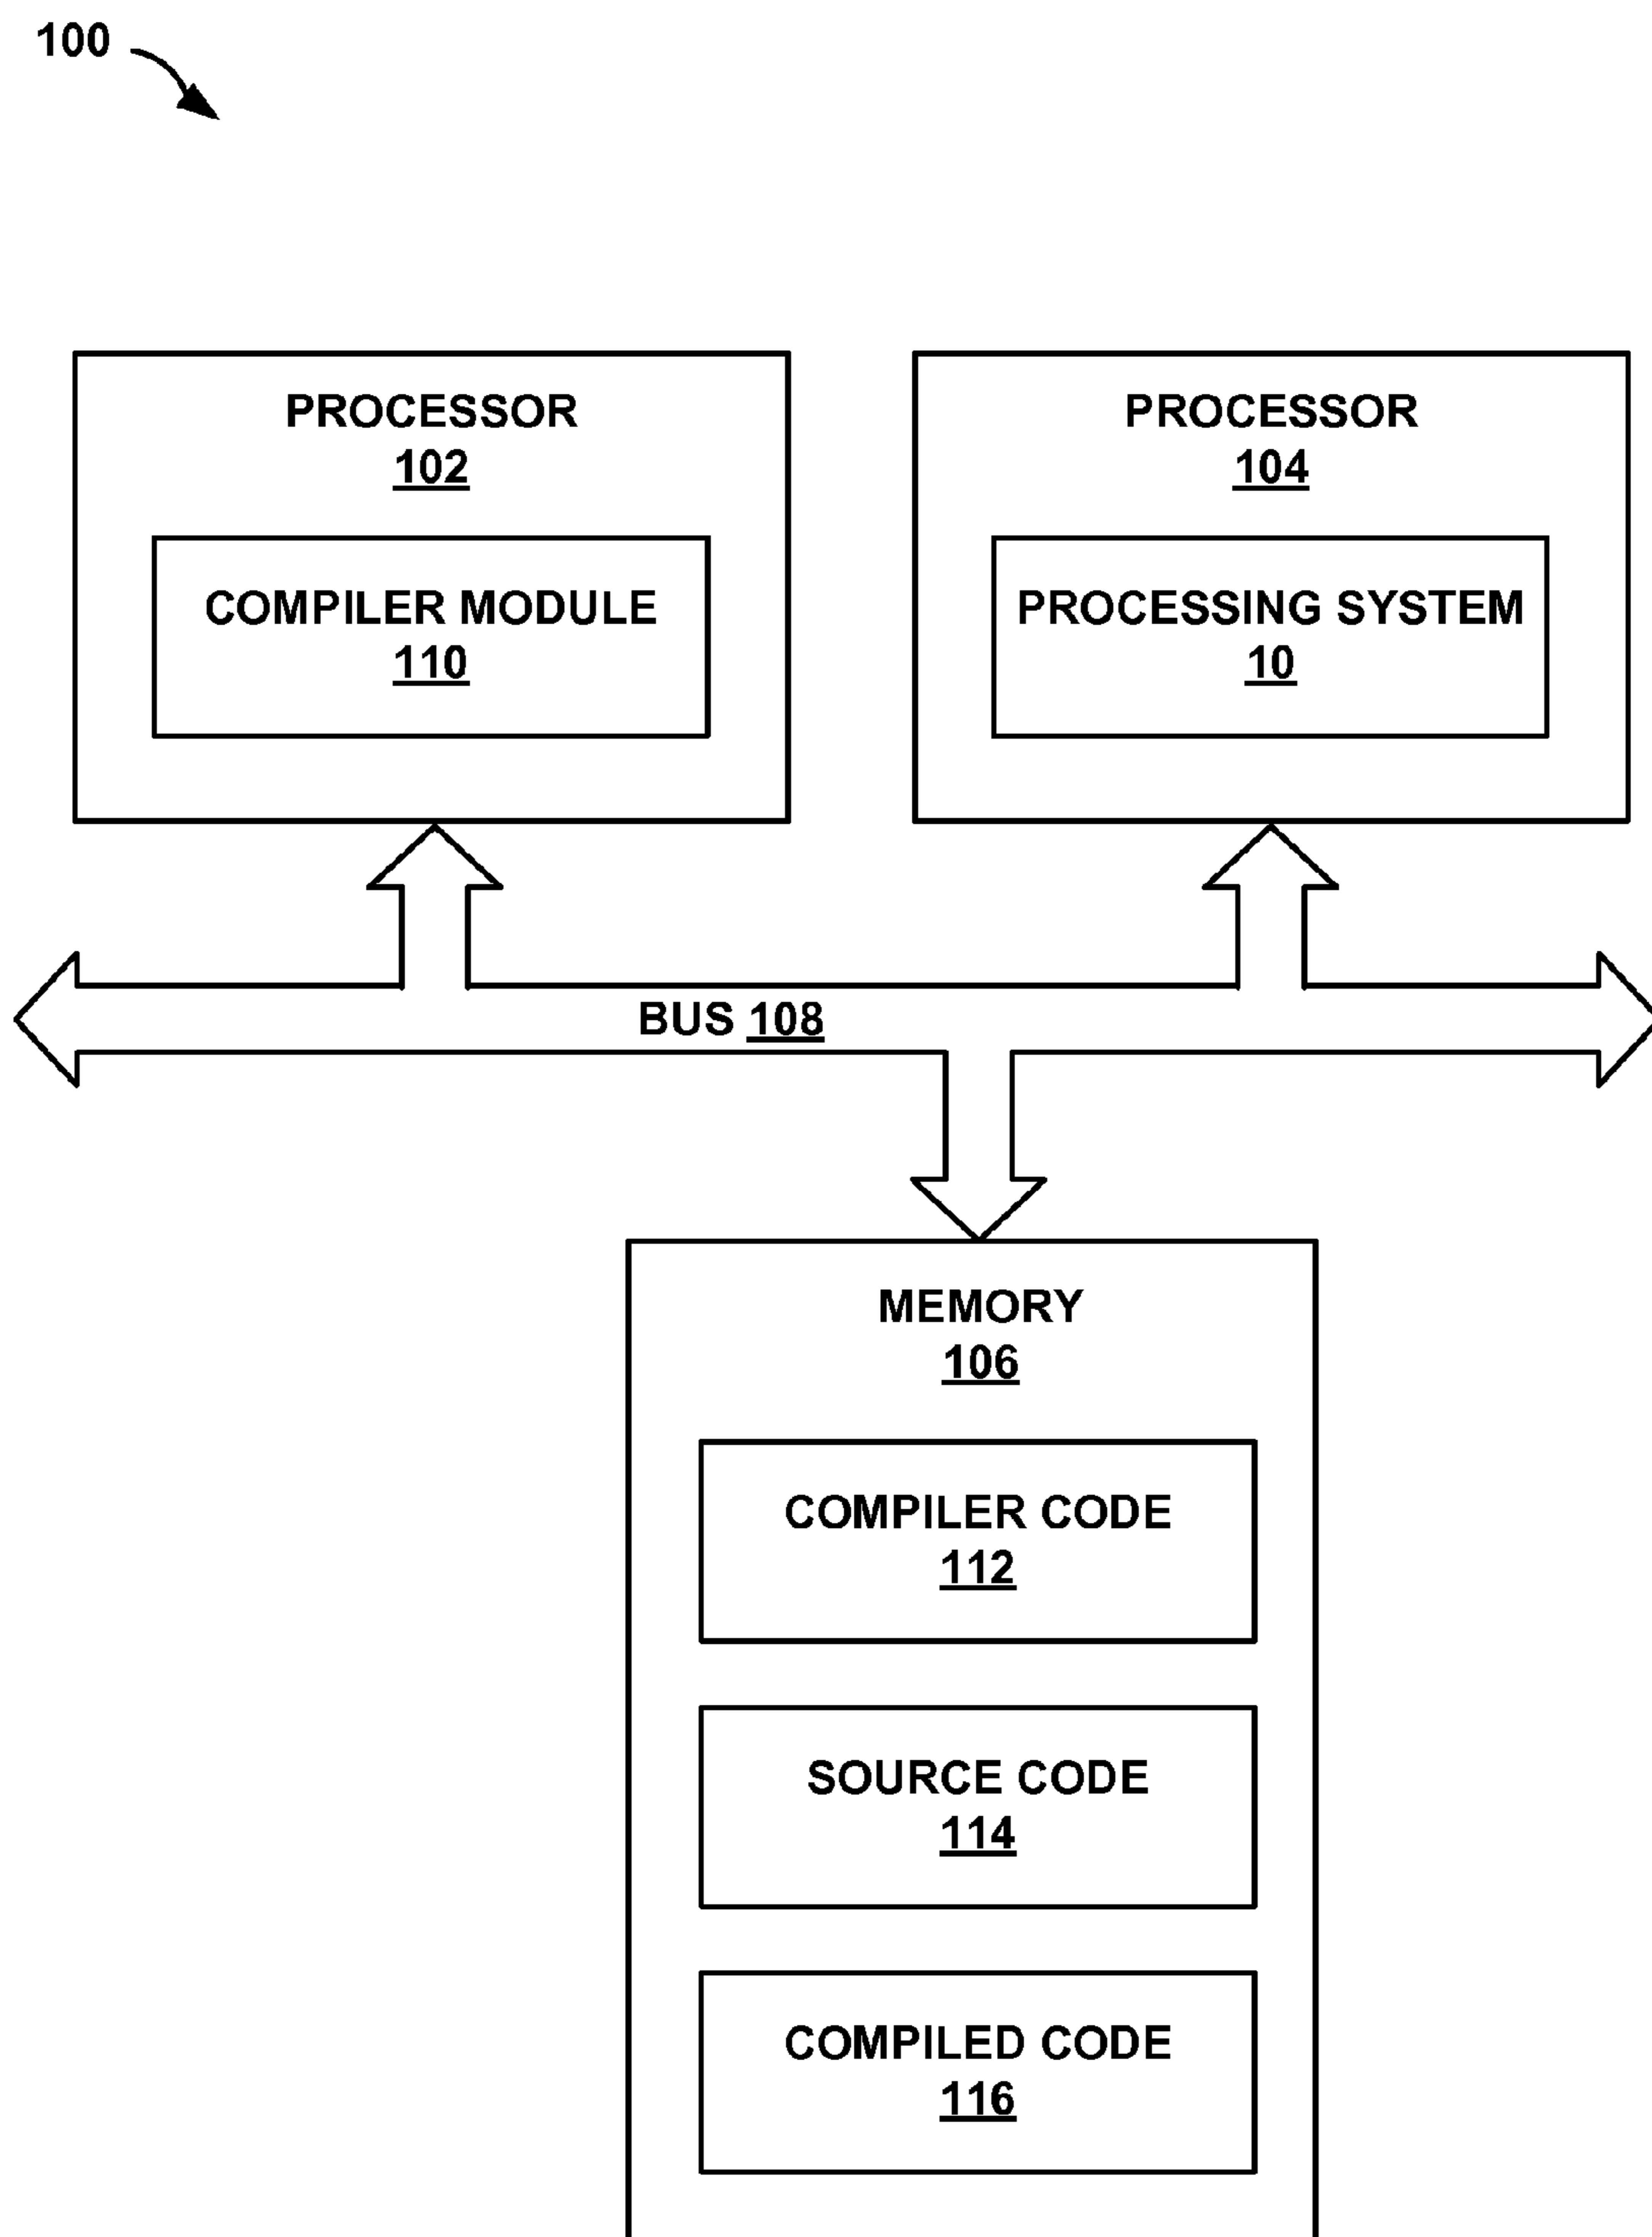 100
PROCESSOR
102
COMPILER MODULE
110
PROCESSOR
104
PROCESSING SYSTEM
10
BUS 108
MEMORY
106
COMPILER CODE
112
SOURCE CODE
114
COMPILED CODE
116